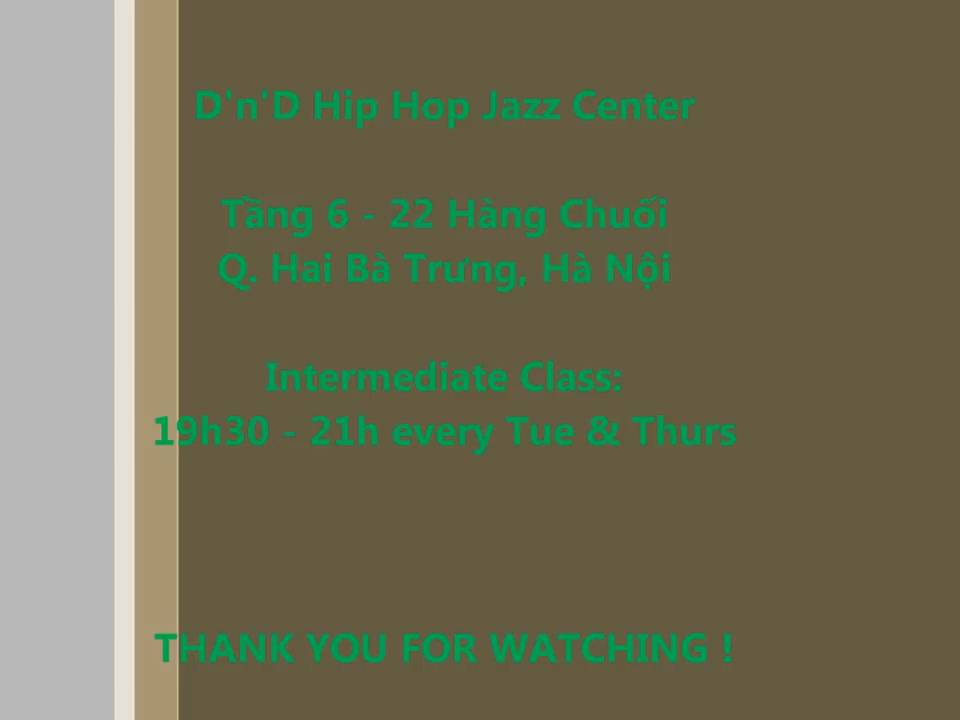 D'n'D Hip Hop Jazz Center
Tầng 6 - 22 Hàng Chuối
Q. Hai Bà Trưng, Hà Nội
Intermediate Class:
19h30 - 21h every Tue & Thurs
THANK YOU FOR WATCHING !